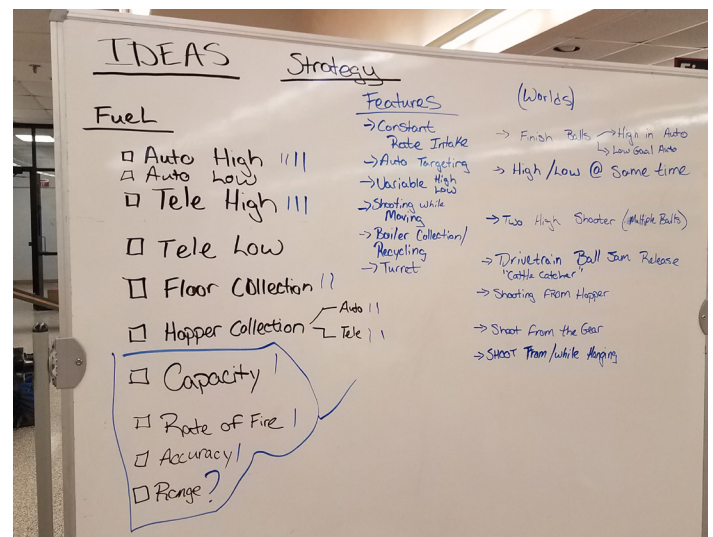 IDEAS
Strategy
Fuel
Auto High
Auto Low
Tele High
Tele Low
Floor Collection
Hopper Collection
Auto
Tele
Capacity
Rate of Fire
Accuracy
Range?
Features
→ Constant
Rate Intake
→ Auto Targeting
→ Variable High
Low
→ Shooting while
Moving
→ Boiler Collection/
Recycling
→ Turret
(Worlds)
→ Finish Balls → High in Auto
↳ Low Goal Auto
→ High/Low @ Same time
→ Two High Shooter (Multiple Balls)
→ Drivetrain Ball Jam Release
"Cattle Catcher"
→ Shooting From Hopper
→ Shoot from the Gear
→ SHOOT From/while Hanging